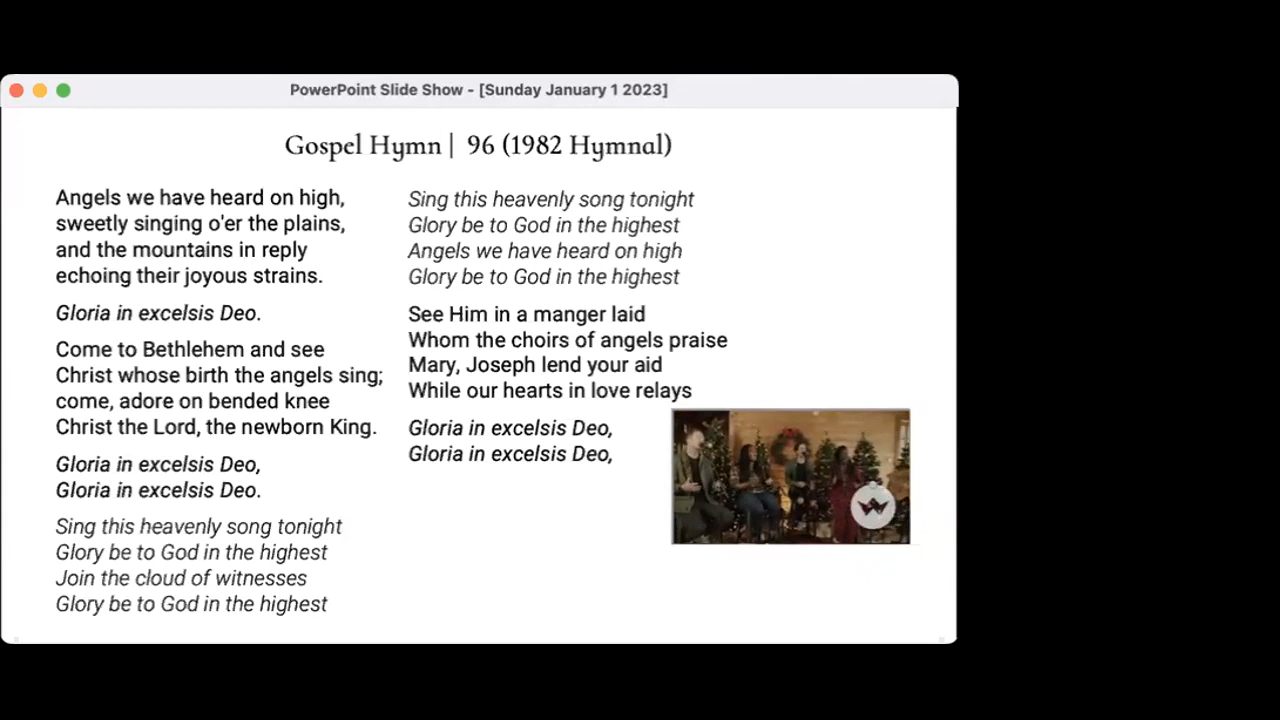 PowerPoint Slide Show - [Sunday January 1 2023]
Gospel Hymn | 96 (1982 Hymnal)
Angels we have heard on high,
sweetly singing o'er the plains,
and the mountains in reply
echoing their joyous strains.
Gloria in excelsis Deo.
Come to Bethlehem and see
Christ whose birth the angels sing;
come, adore on bended knee
Christ the Lord, the newborn King.
Gloria in excelsis Deo,
Gloria in excelsis Deo.
Sing this heavenly song tonight
Glory be to God in the highest
Join the cloud of witnesses
Glory be to God in the highest
Sing this heavenly song tonight
Glory be to God in the highest
Angels we have heard on high
Glory be to God in the highest
See Him in a manger laid
Whom the choirs of angels praise
Mary, Joseph lend your aid
While our hearts in love relays
Gloria in excelsis Deo,
Gloria in excelsis Deo,